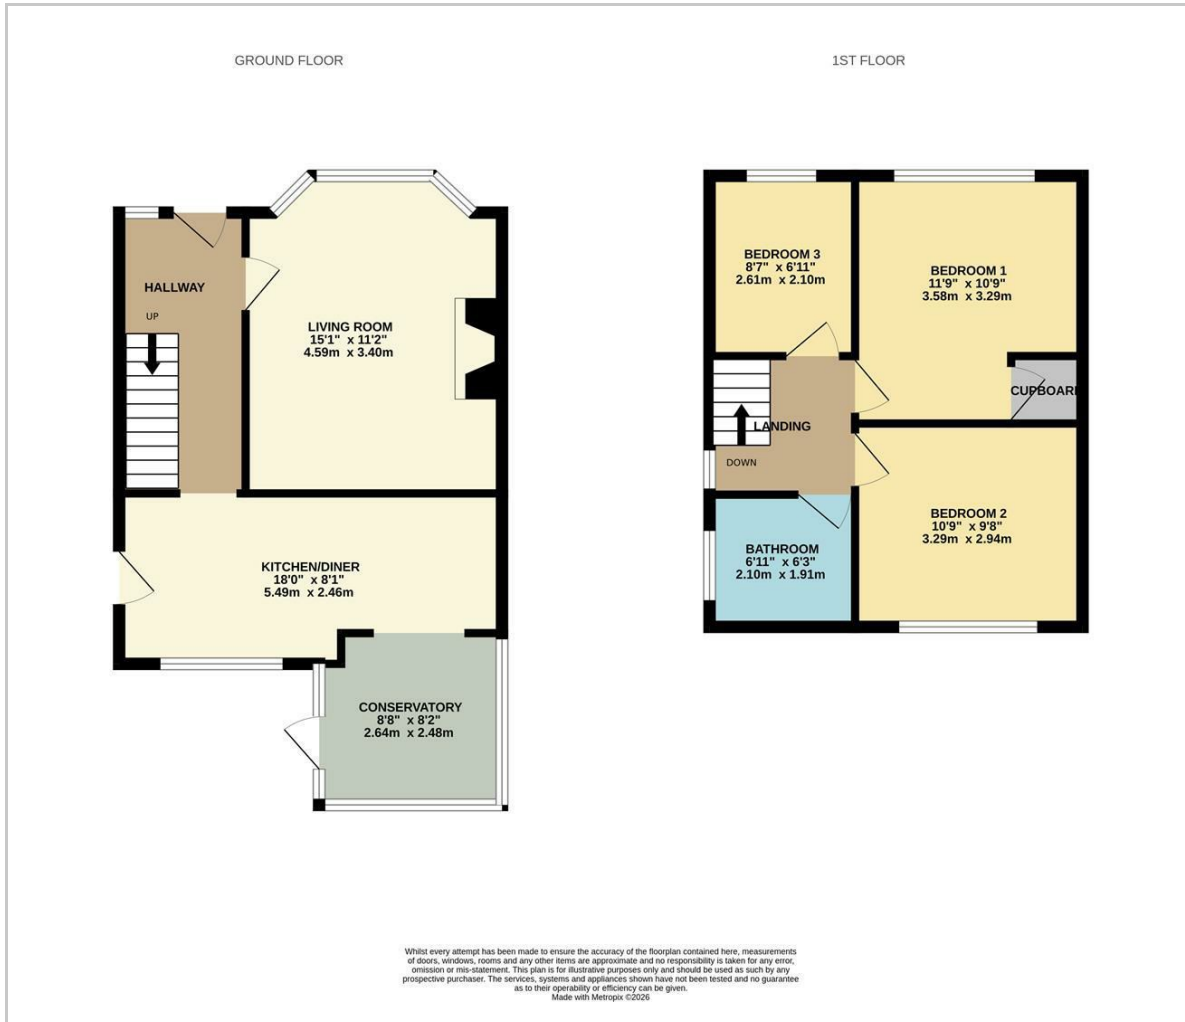 GROUND FLOOR
HALLWAY
UP
LIVING ROOM
15'1" x 11'2"
4.59m x 3.40m
KITCHEN/DINER
18'0" x 8'1"
5.49m x 2.46m
CONSERVATORY
8'8" x 8'2"
2.64m x 2.48m
1ST FLOOR
BEDROOM 3
8'7" x 6'11"
2.61m x 2.10m
BEDROOM 1
11'9" x 10'9"
3.58m x 3.29m
CUPBOARD
LANDING
DOWN
BEDROOM 2
10'9" x 9'8"
3.29m x 2.94m
BATHROOM
6'11" x 6'3"
2.10m x 1.91m
Whilst every attempt has been made to ensure the accuracy of the floorplan contained here, measurements
of doors, windows, rooms and any other items are approximate and no responsibility is taken for any error,
omission or mis-statement. This plan is for illustrative purposes only and should be used as such by any
prospective purchaser. The services, systems and appliances shown have not been tested and no guarantee
as to their operability or efficiency can be given.
Made with Metropix ©2026